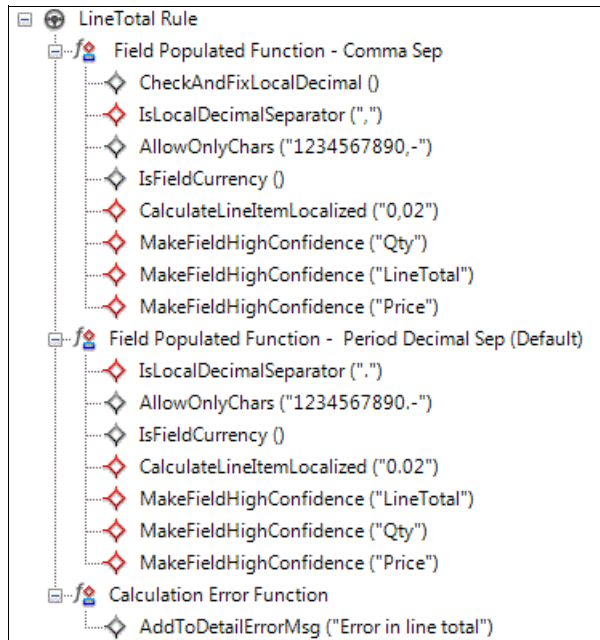 LineTotal Rule
Field Populated Function - Comma Sep
CheckAndFixLocalDecimal ()
IsLocalDecimalSeparator (",")
AllowOnlyChars ("1234567890,-")
IsFieldCurrency ()
CalculateLineItemLocalized ("0,02")
MakeFieldHighConfidence ("Qty")
MakeFieldHighConfidence ("LineTotal")
MakeFieldHighConfidence ("Price")
Field Populated Function - Period Decimal Sep (Default)
IsLocalDecimalSeparator (".")
AllowOnlyChars ("1234567890.-")
IsFieldCurrency ()
CalculateLineItemLocalized ("0.02")
MakeFieldHighConfidence ("LineTotal")
MakeFieldHighConfidence ("Qty")
MakeFieldHighConfidence ("Price")
Calculation Error Function
AddToDetailErrorMsg ("Error in line total")